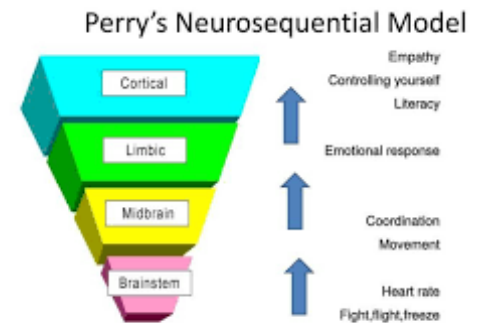 Perry's Neurosequential Model
Cortical
Limbic
Midbrain
Brainstem
Empathy
Controlling yourself
Literacy
Emotional response
Coordination
Movement
Heart rate
Fight,flight,freeze